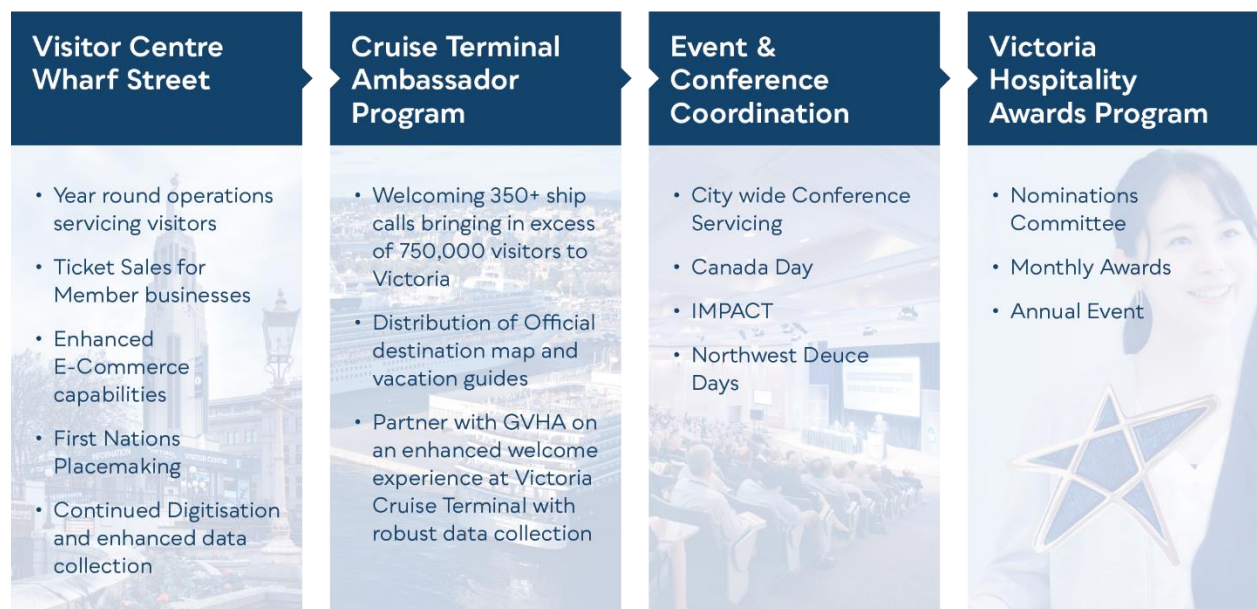 Visitor Centre
Wharf Street
• Year round operations
servicing visitors
• Ticket Sales for
Member businesses
• Enhanced
E-Commerce
capabilities
• First Nations
Placemaking
• Continued Digitisation
and enhanced data
collection
Cruise Terminal
Ambassador
Program
• Welcoming 350+ ship
calls bringing in excess
of 750,000 visitors to
Victoria
• Distribution of Official
destination map and
vacation guides
• Partner with GVHA on
an enhanced welcome
experience at Victoria
Cruise Terminal with
robust data collection
Event &
Conference
Coordination
• City wide Conference
Servicing
• Canada Day
• IMPACT
• Northwest Deuce
Days
Victoria
Hospitality
Awards Program
• Nominations
Committee
• Monthly Awards
• Annual Event